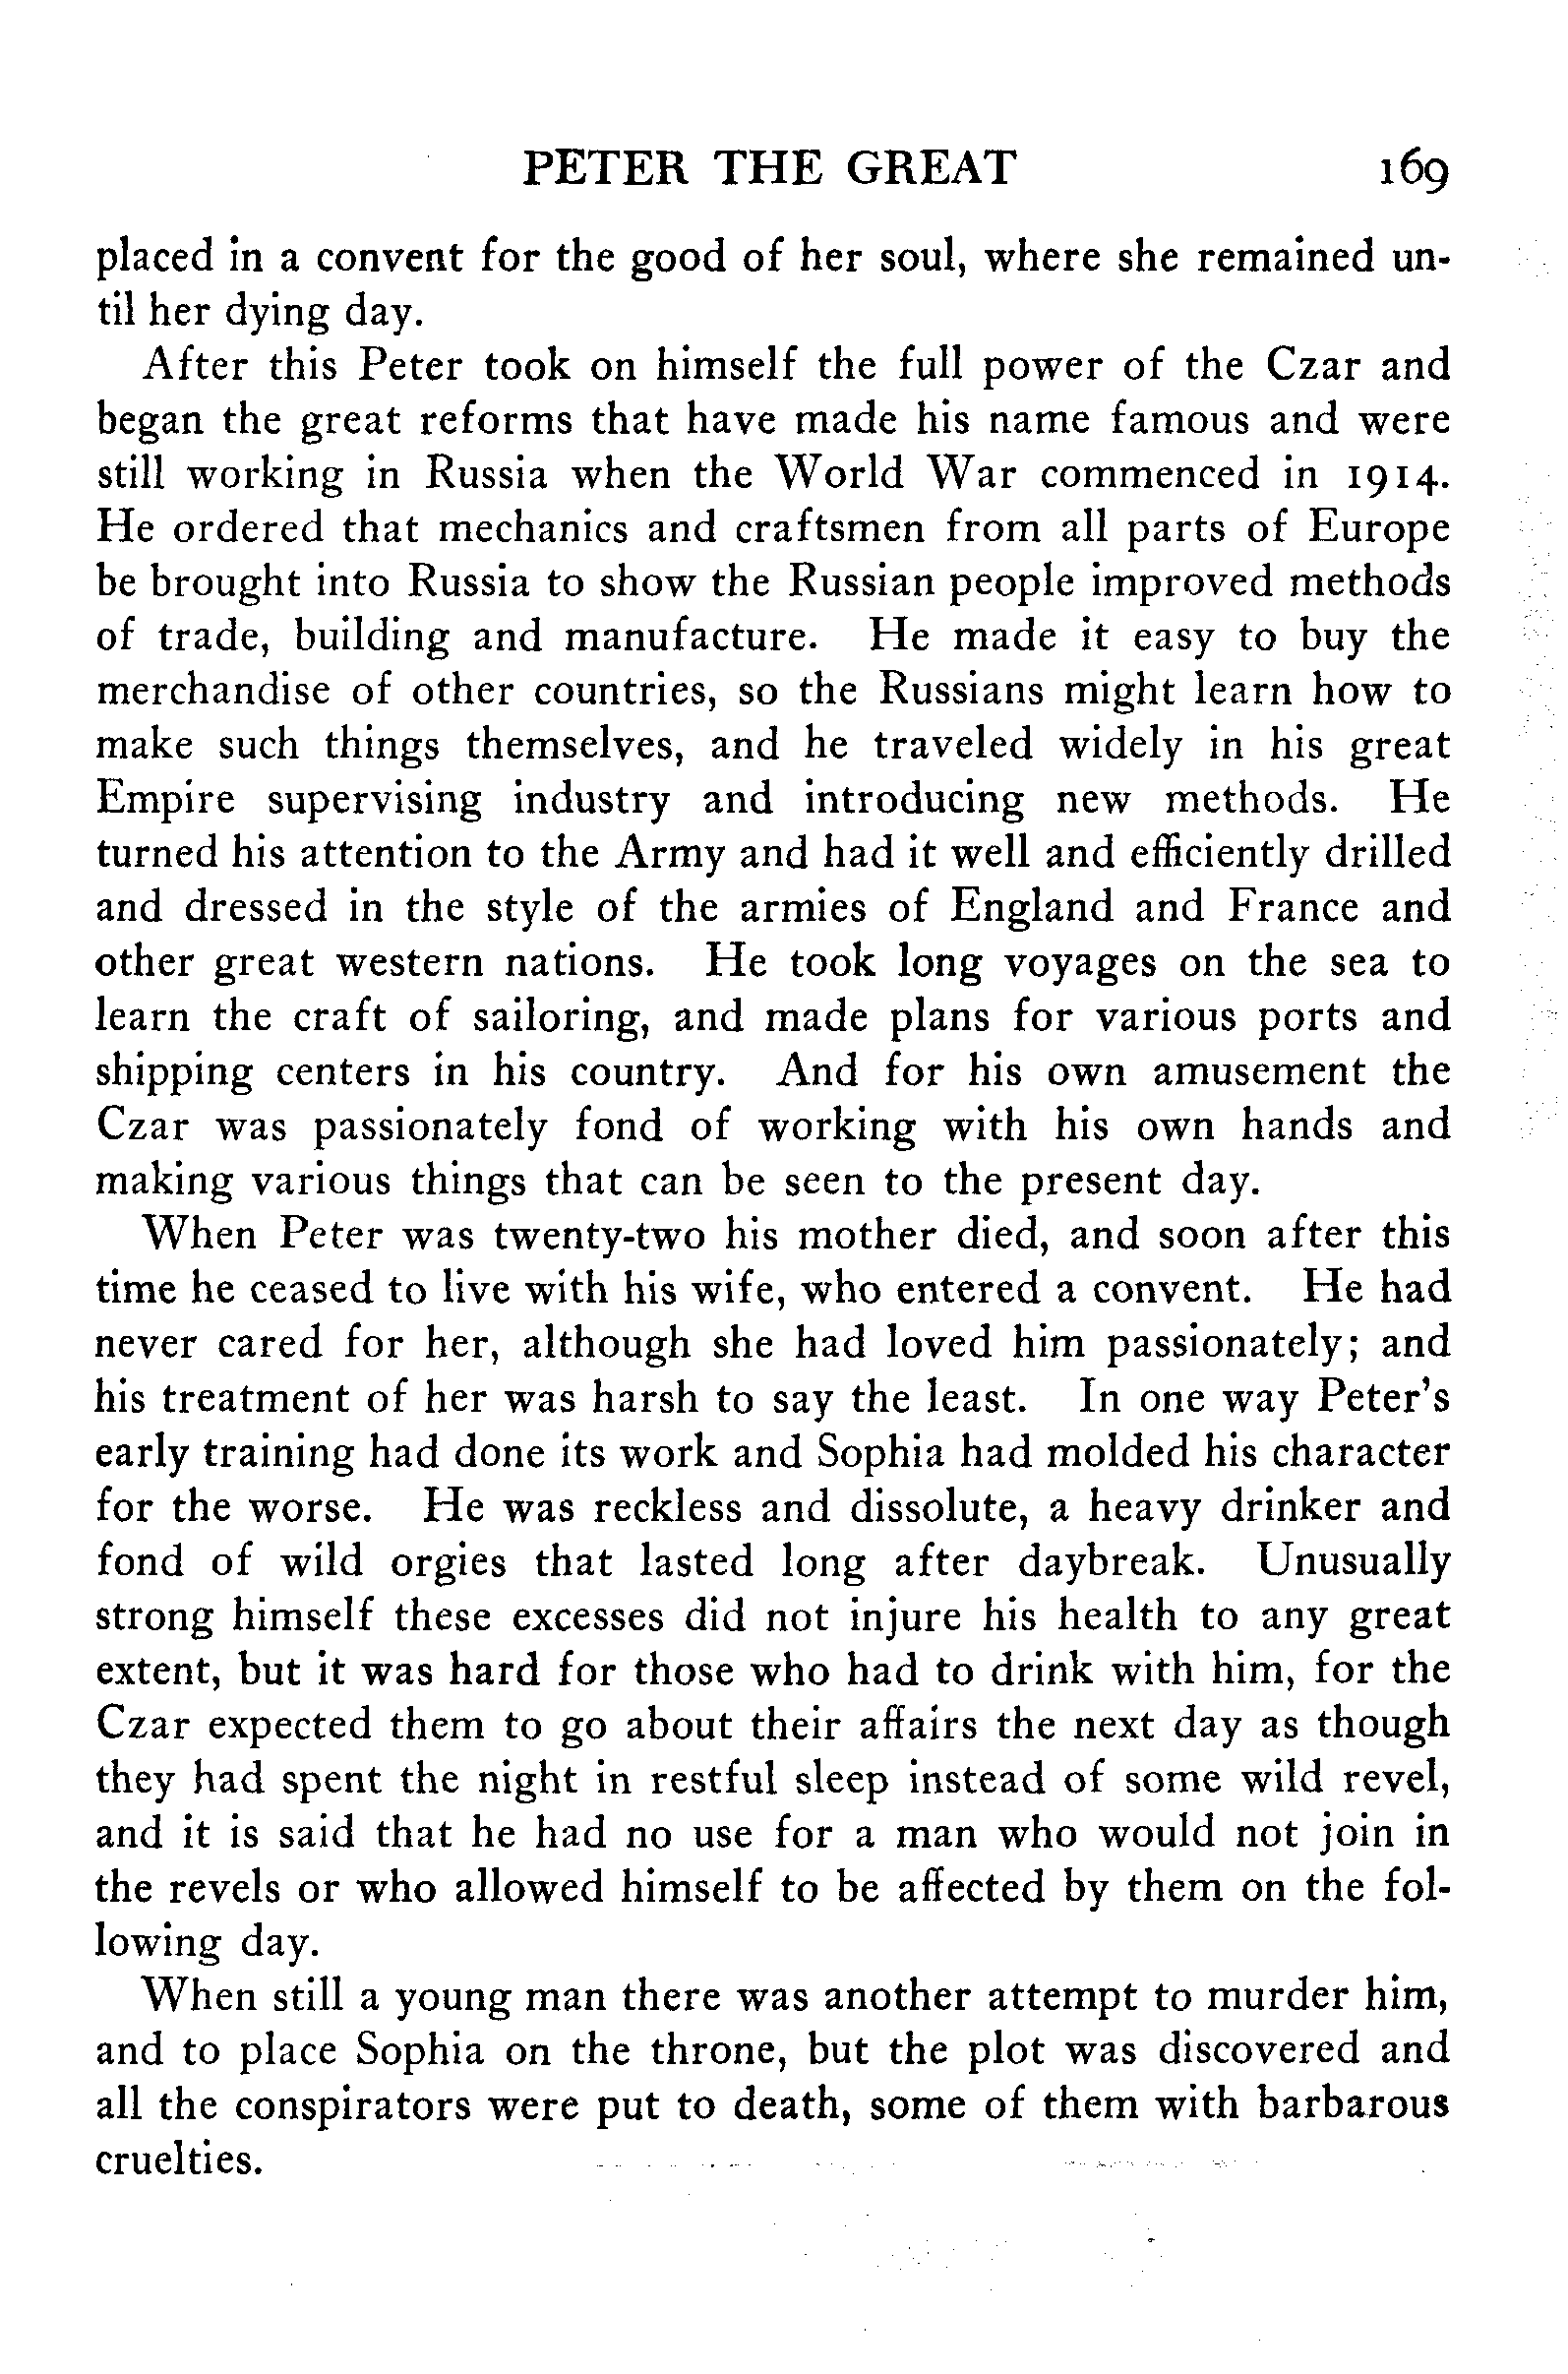 PETER THE GREAT 169
placed in a convent for the good of her soul, where she remained un-
til her dying day.
After this Peter took on himself the full power of the Czar and
began the great reforms that have made his name famous and were
still working in Russia when the World War commenced in 1914.
He ordered that mechanics and craftsmen from all parts of Europe
be brought into Russia to show the Russian people improved methods
of trade, building and manufacture. He made it easy to buy the
merchandise of other countries, so the Russians might learn how to
make such things themselves, and he traveled widely in his great
Empire supervising industry and introducing new methods. He
turned his attention to the Army and had it well and efficiently drilled
and dressed in the style of the armies of England and France and
other great western nations. He took long voyages on the sea to
learn the craft of sailoring, and made plans for various ports and
shipping centers in his country. And for his own amusement the
Czar was passionately fond of working with his own hands and
making various things that can be seen to the present day.
When Peter was twenty-two his mother died, and soon after this
time he ceased to live with his wife, who entered a convent. He had
never cared for her, although she had loved him passionately; and
his treatment of her was harsh to say the least. In one way Peter's
early training had done its work and Sophia had molded his character
for the worse. He was reckless and dissolute, a heavy drinker and
fond of wild orgies that lasted long after daybreak. Unusually
strong himself these excesses did not injure his health to any great
extent, but it was hard for those who had to drink with him, for the
Czar expected them to go about their affairs the next day as though
they had spent the night in restful sleep instead of some wild revel,
and it is said that he had no use for a man who would not join in
the revels or who allowed himself to be affected by them on the fol-
lowing day.
When still a young man there was another attempt to murder him,
and to place Sophia on the throne, but the plot was discovered and
all the conspirators were put to death, some of them with barbarous
cruelties.